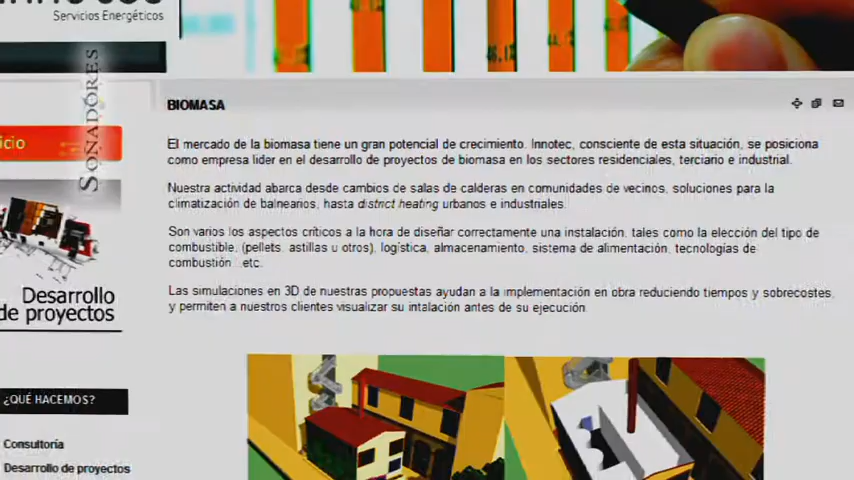 Servicios Energéticos
SOÑADORES
BIOMASA
El mercado de la biomasa tiene un gran potencial de crecimiento. Innotec, consciente de esta situación, se posiciona
como empresa lider en el desarrollo de proyectos de biomasa en los sectores residenciales, terciario e industrial.
Nuestra actividad abarca desde cambios de salas de calderas en comunidades de vecinos, soluciones para la
climatización de balnearios, hasta district heating urbanos e industriales.
Son varios los aspectos críticos a la hora de diseñar correctamente una instalación, tales como la elección del tipo de
combustible, (pellets, astillas u otros), logística, almacenamiento, sistema de alimentación, tecnologías de
combustión...etc.
Las simulaciones en 3D de nuestras propuestas ayudan a la implementación en obra reduciendo tiempos y sobrecostes,
y permiten a nuestros clientes visualizar su intalación antes de su ejecución
icio
Desarrollo
de proyectos
¿QUÉ HACEMOS?
Consultoría
Desarrollo de proyectos